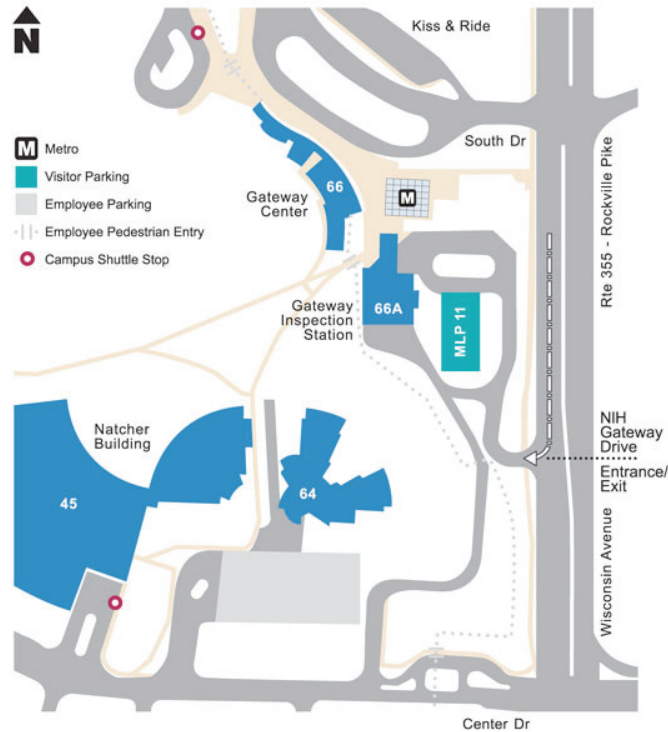 N
Kiss & Ride
South Dr
M Metro
Visitor Parking
Employee Parking
Employee Pedestrian Entry
Campus Shuttle Stop
66
Gateway
Center
M
Rte 355 - Rockville Pike
Gateway
Inspection
Station
66A
MLP 11
Natcher
Building
45
64
NIH
Gateway
Drive
Entrance/
Exit
Wisconsin Avenue
Center Dr